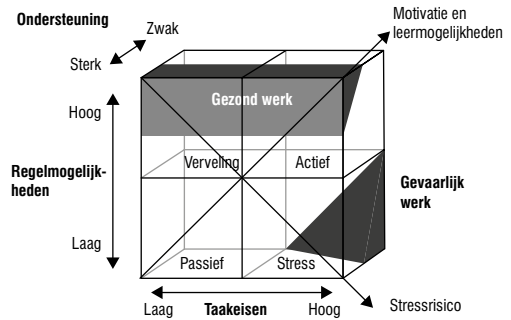 Ondersteuning
Zwak
Sterk
Motivatie en
leermogelijkheden
Hoog
Gezond werk
Regelmogelijk-
heden
Verveling
Actief
Gevaarlijk
werk
Laag
Passief
Stress
Laag
Taakeisen
Hoog
Stressrisico